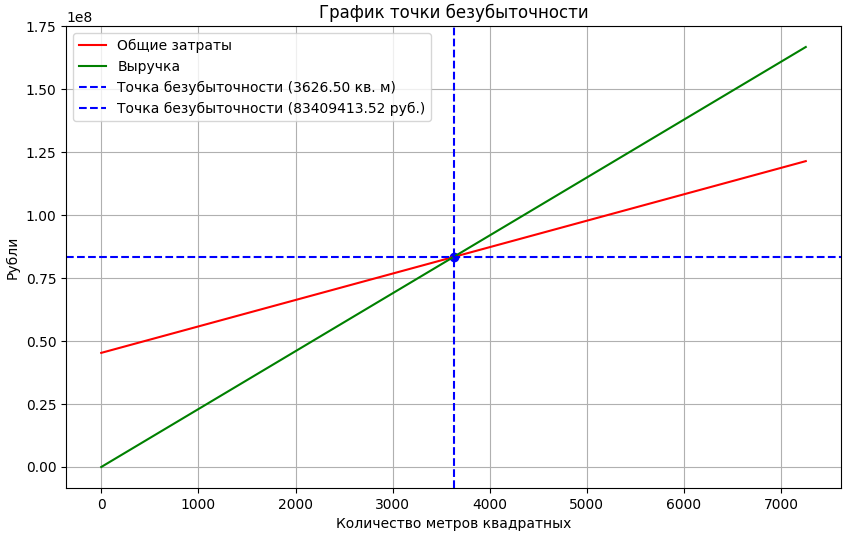 График точки безубыточности
1e8
1.75
1.50
1.25
1.00
0.75
0.50
0.25
0.00
Рубли
Общие затраты
Выручка
Точка безубыточности (3626.50 кв. м)
Точка безубыточности (83409413.52 руб.)
0 1000 2000 3000 4000 5000 6000 7000
Количество метров квадратных